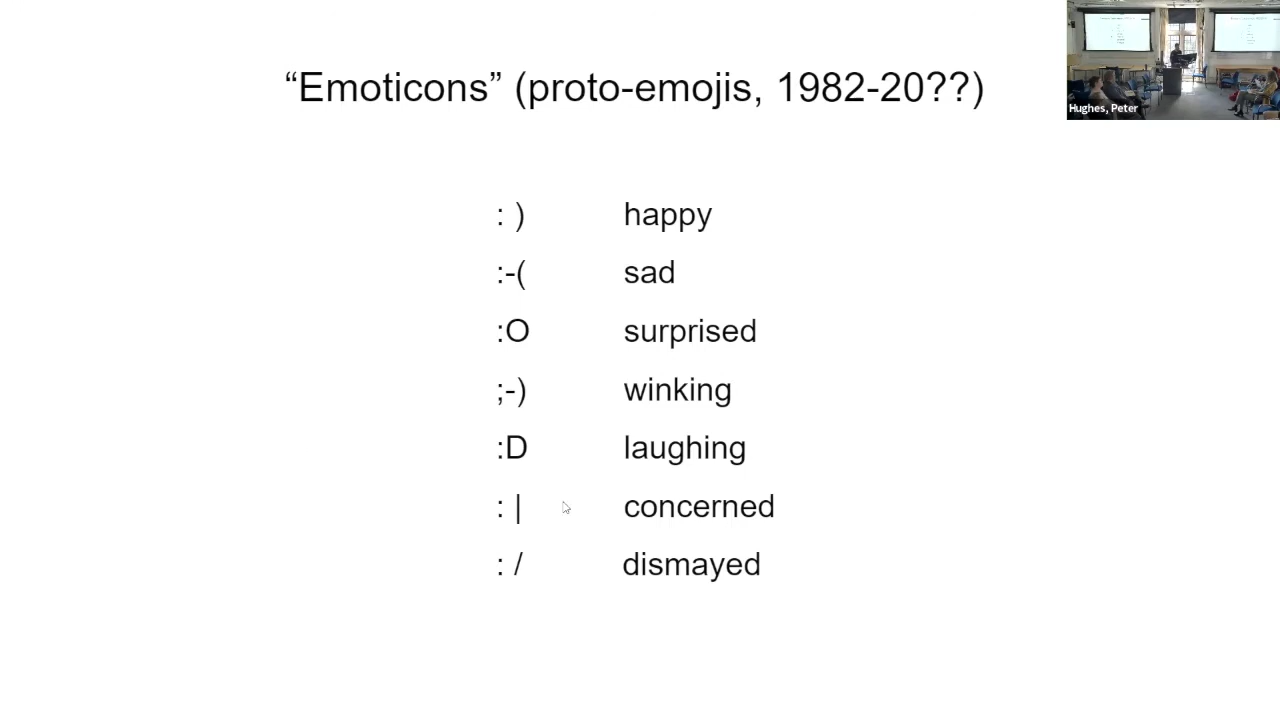 “Emoticons” (proto-emojis, 1982-20??)
: ) happy
:-( sad
:O surprised
;-) winking
:D laughing
: | concerned
: / dismayed
Hughes, Peter